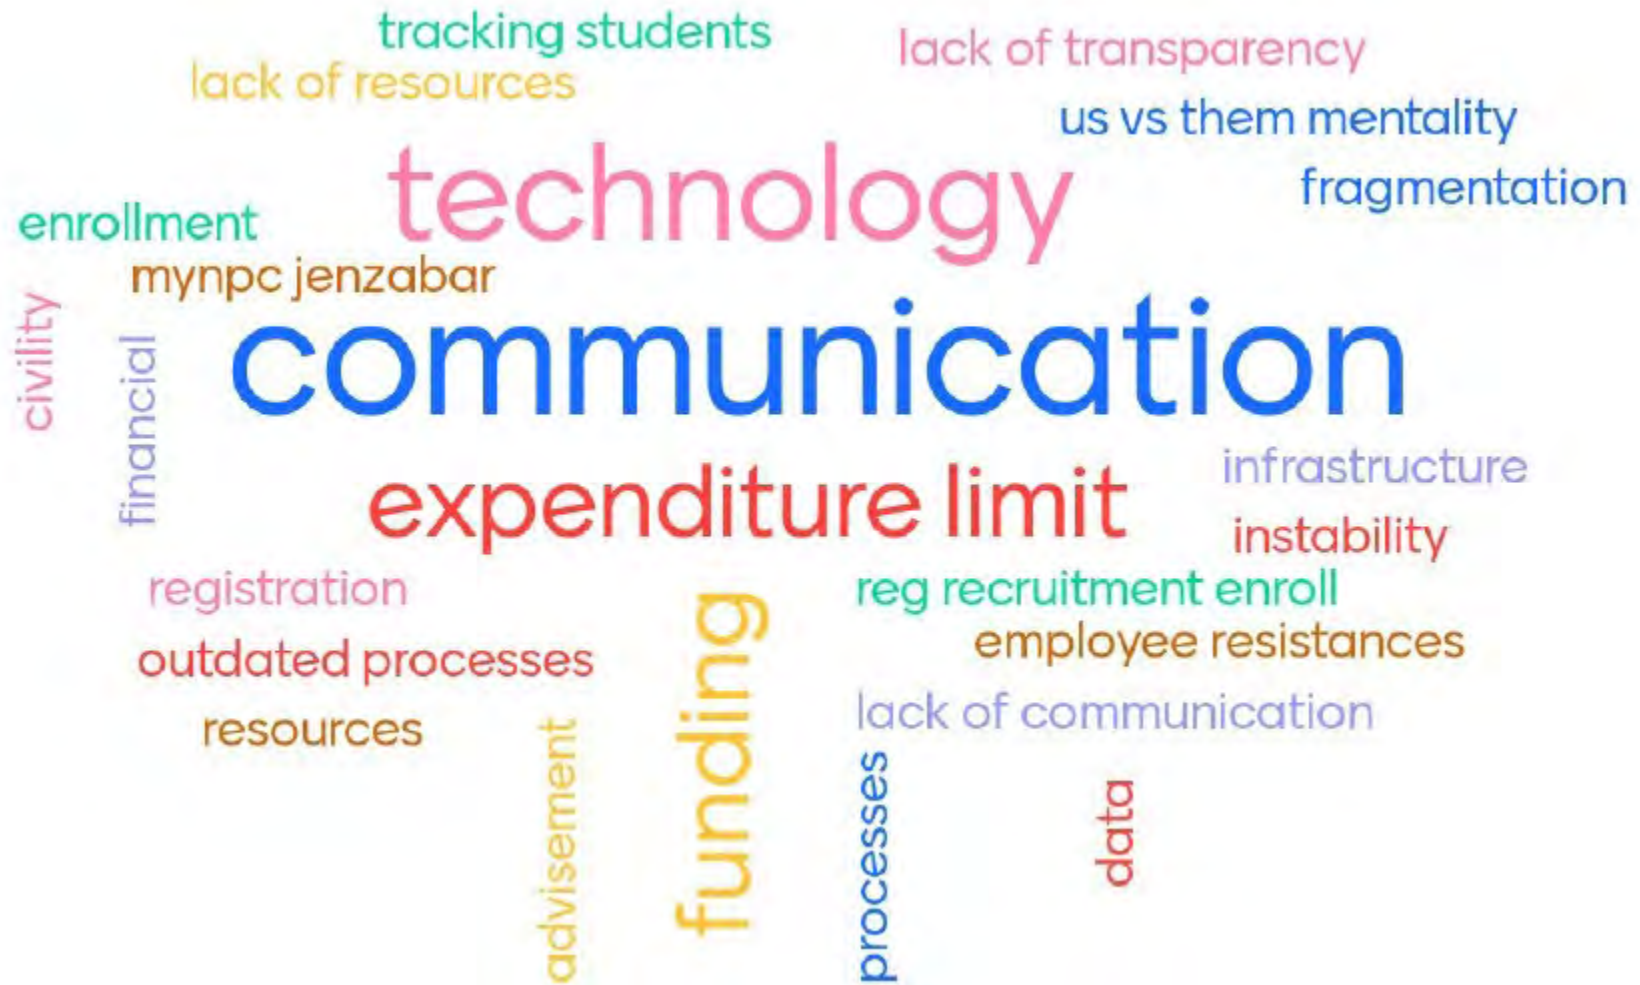 tracking students
lack of transparency
lack of resources
us vs them mentality
technology
fragmentation
enrollment
mynpc jenzabar
civility
financial
communication
expenditure limit
infrastructure
instability
registration
reg recruitment enroll
outdated processes
employee resistances
resources
lack of communication
advisement
funding
processes
data